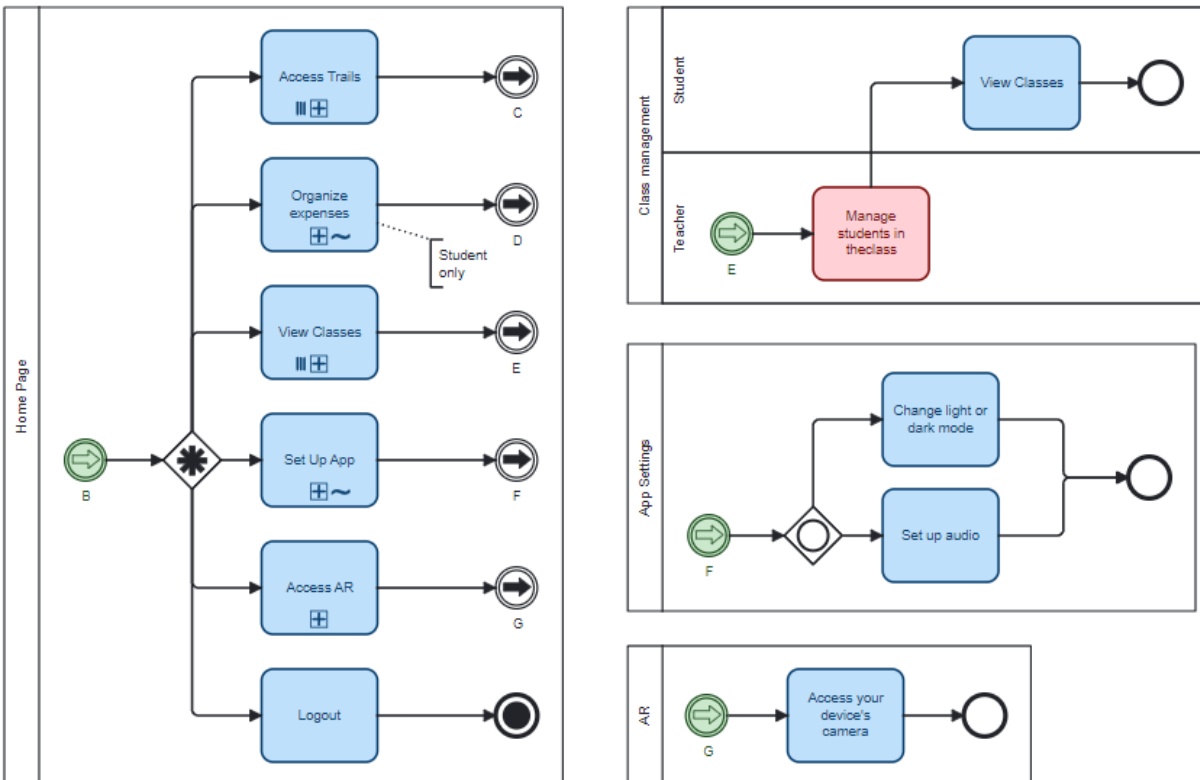 Home Page
B
Access Trails
C
Organize
expenses
D
Student
only
View Classes
E
Set Up App
F
Access AR
G
Logout
Class management
Student
View Classes
Teacher
E
Manage
students in
theclass
App Settings
F
Change light or
dark mode
Set up audio
AR
G
Access your
device's
camera